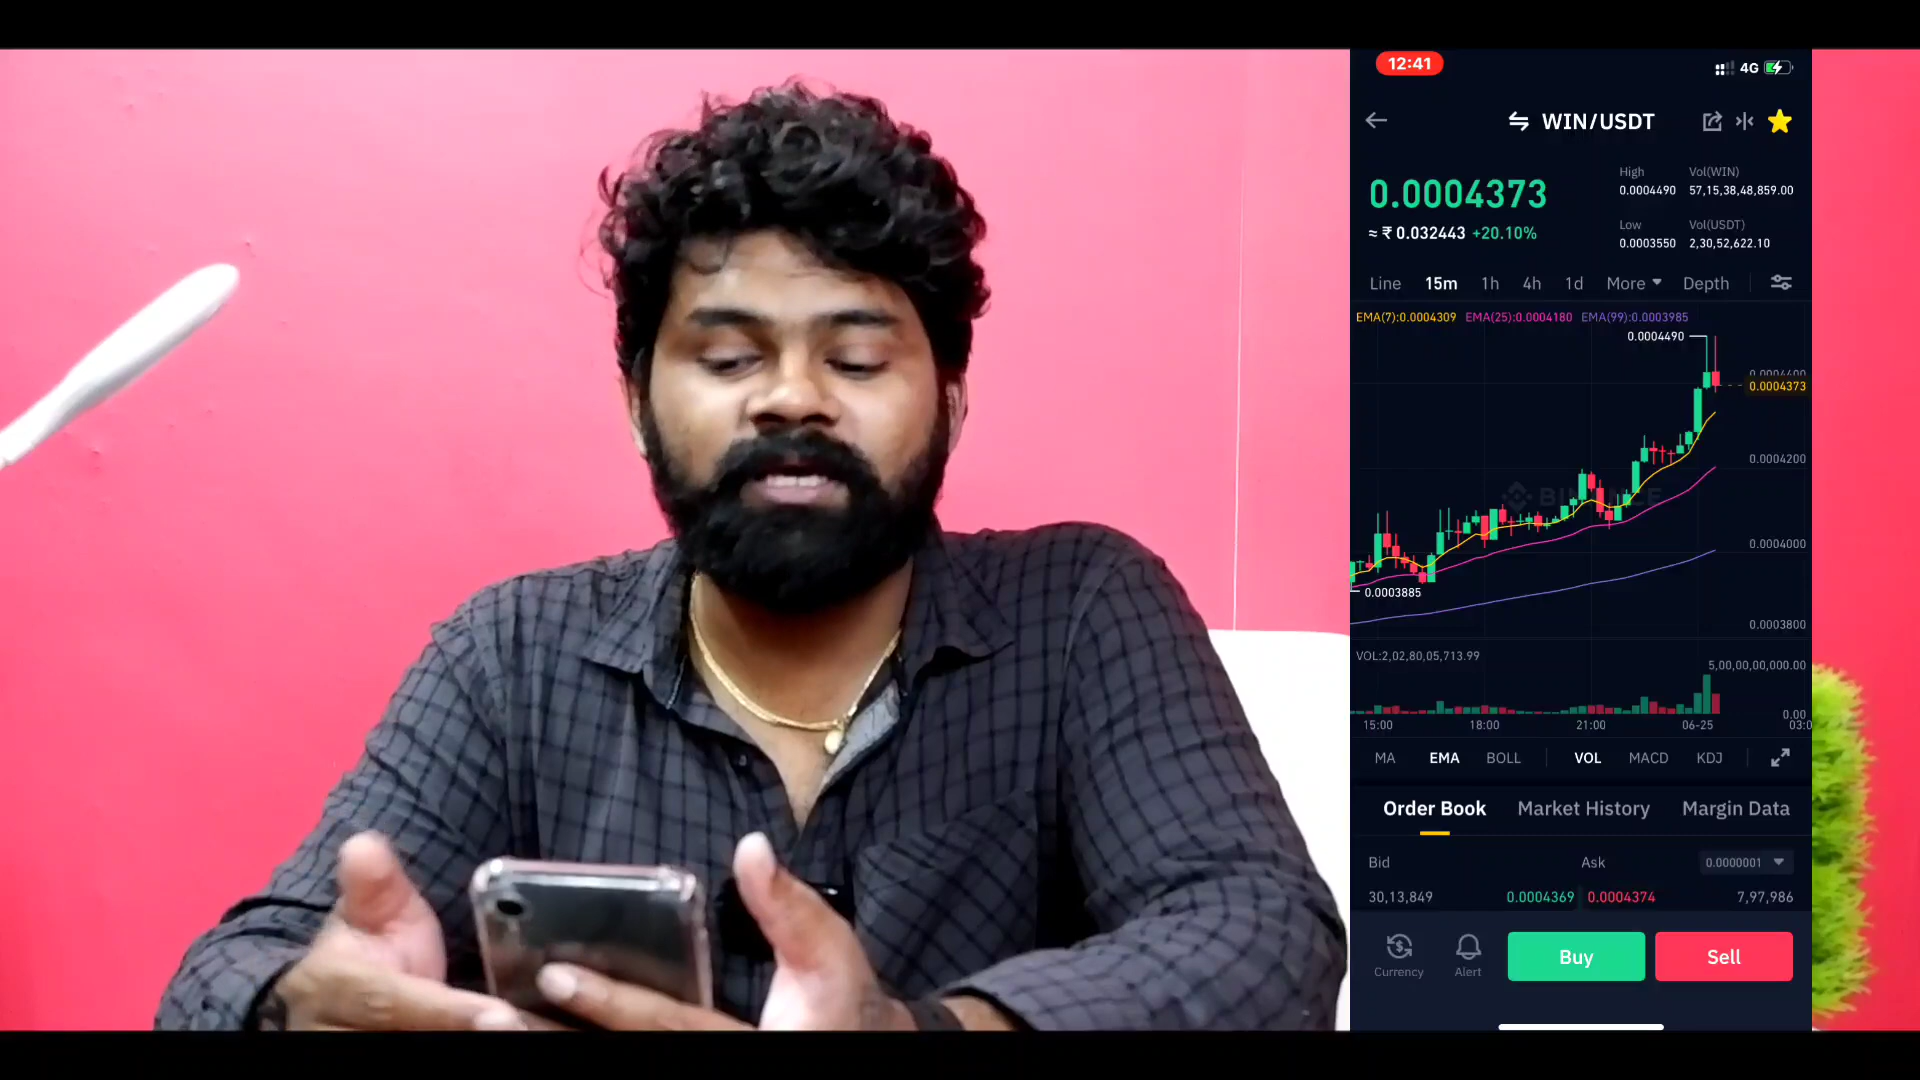 12:41
4G
WIN/USDT
High
Vol(WIN)
0.0004373
0.0004490
57,15,38,48,859.00
Low
Vol(USDT)
≈ ₹ 0.032443 +20.10%
0.0003550
2,30,52,622.10
Line 15m 1h 4h 1d More Depth
EMA(7):0.0004309 EMA(25):0.0004180 EMA(99):0.0003985
0.0004490
0.0004400
0.0004373
0.0004200
BINANCE
0.0004000
0.0003885
0.0003800
VOL:2,02,80,05,713.99
5,00,00,00,000.00
0.00
15:00 18:00 21:00 06-25 03:0
MA EMA BOLL VOL MACD KDJ
Order Book Market History Margin Data
Bid Ask 0.0000001
30,13,849 0.0004369 0.0004374 7,97,986
Currency Alert Buy Sell